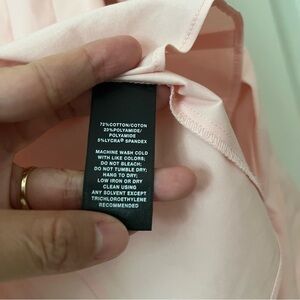 72%COTTON/COTON
23%POLYAMIDE/
POLYAMIDE
5%LYCRA® SPANDEX
MACHINE WASH COLD
WITH LIKE COLORS;
DO NOT BLEACH;
DO NOT TUMBLE DRY;
HANG TO DRY;
LOW IRON OR DRY
CLEAN USING
ANY SOLVENT EXCEPT
TRICHLOROETHYLENE
RECOMMENDED